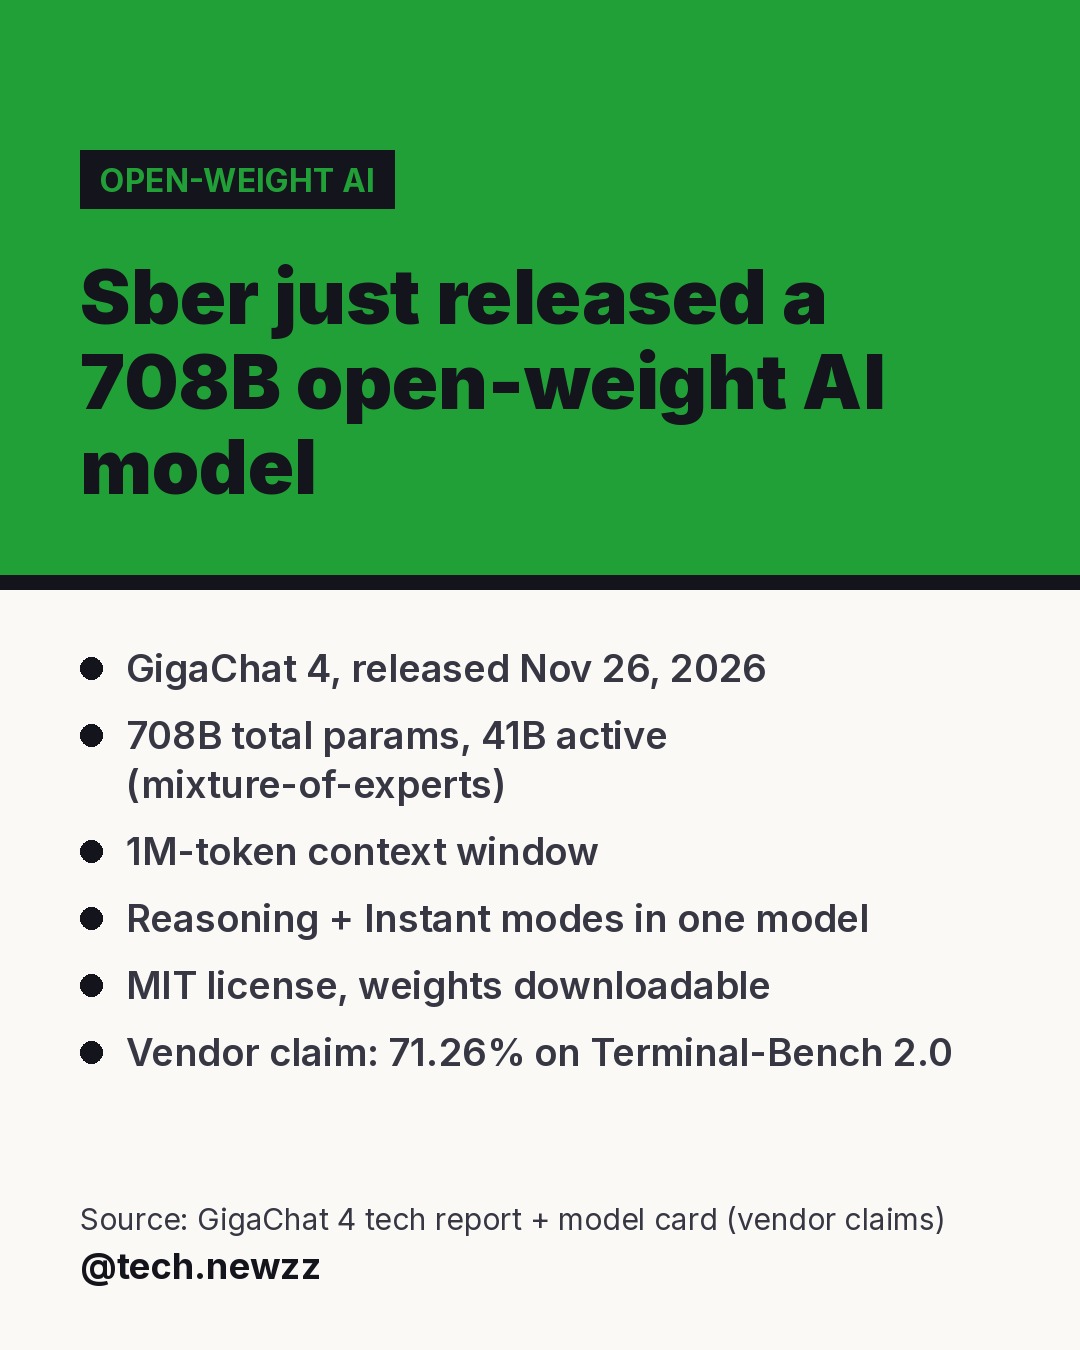 OPEN-WEIGHT AI
Sber just released a
708B open-weight AI
model
GigaChat 4, released Nov 26, 2026
708B total params, 41B active
(mixture-of-experts)
1M-token context window
Reasoning + Instant modes in one model
MIT license, weights downloadable
Vendor claim: 71.26% on Terminal-Bench 2.0
Source: GigaChat 4 tech report + model card (vendor claims)
@tech.newzz